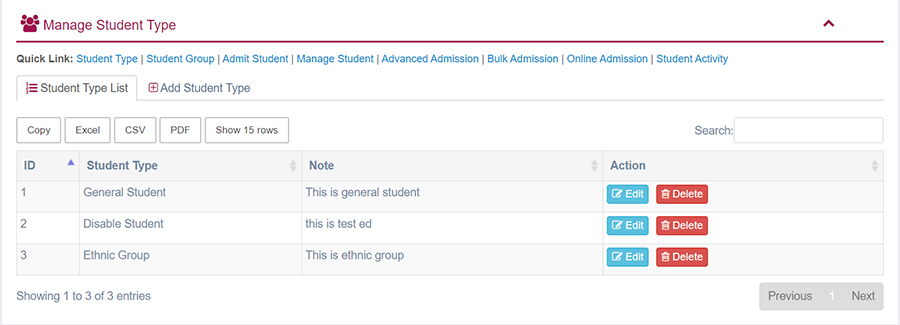 Manage Student Type
Quick Link: Student Type | Student Group | Admit Student | Manage Student | Advanced Admission | Bulk Admission | Online Admission | Student Activity
Student Type List Add Student Type
Copy Excel CSV PDF Show 15 rows Search:
ID Student Type Note Action
1 General Student This is general student Edit Delete
2 Disable Student this is test ed Edit Delete
3 Ethnic Group This is ethnic group Edit Delete
Showing 1 to 3 of 3 entries Previous 1 Next